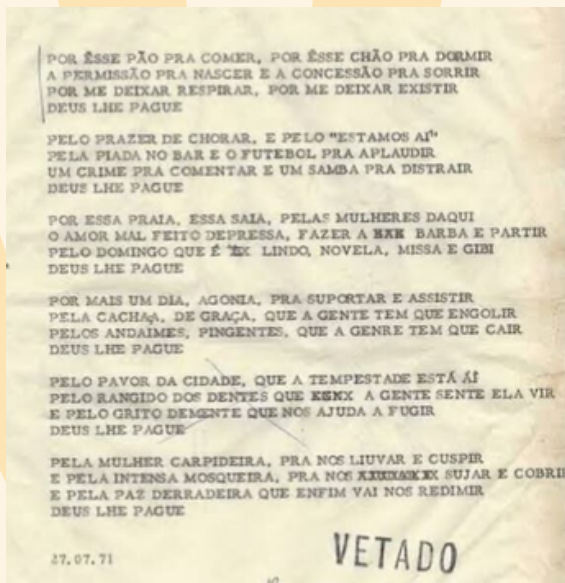 POR ÊSSE PÃO PRA COMER, POR ÊSSE CHÃO PRA DORMIR
A PERMISSÃO PRA NASCER E A CONCESSÃO PRA SORRIR
POR ME DEIXAR RESPIRAR, POR ME DEIXAR EXISTIR
DEUS LHE PAGUE
PELO PRAZER DE CHORAR, E PELO "ESTAMOS AÍ"
PELA PIADA NO BAR E O FUTEBOL PRA APLAUDIR
UM CRIME PRA COMENTAR E UM SAMBA PRA DISTRAIR
DEUS LHE PAGUE
POR ESSA PRAIA, ESSA SAIA, PELAS MULHERES DAQUI
O AMOR MAL FEITO DEPRESSA, FAZER A BARBA E PARTIR
PELO DOMINGO QUE É LINDO, NOVELA, MISSA E GIBI
DEUS LHE PAGUE
POR MAIS UM DIA, AGONIA, PRA SUPORTAR E ASSISTIR
PELA CACHAÇA, DE GRAÇA, QUE A GENTE TEM QUE ENGOLIR
PELOS ANDAIMES, PINGENTES, QUE A GENRE TEM QUE CAIR
DEUS LHE PAGUE
PELO PAVOR DA CIDADE, QUE A TEMPESTADE ESTÁ AÍ
PELO RANGIDO DOS DENTES QUE A GENTE SENTE ELA VIR
E PELO GRITO DEMENTE QUE NOS AJUDA A FUGIR
DEUS LHE PAGUE
PELA MULHER CARPIDEIRA, PRA NOS LIUVAR E CUSPIR
E PELA INTENSA MOSQUEIRA, PRA NOS SUJAR E COBRIR
E PELA PAZ DERRADEIRA QUE ENFIM VAI NOS REDIMIR
DEUS LHE PAGUE
27.07.71
VETADO